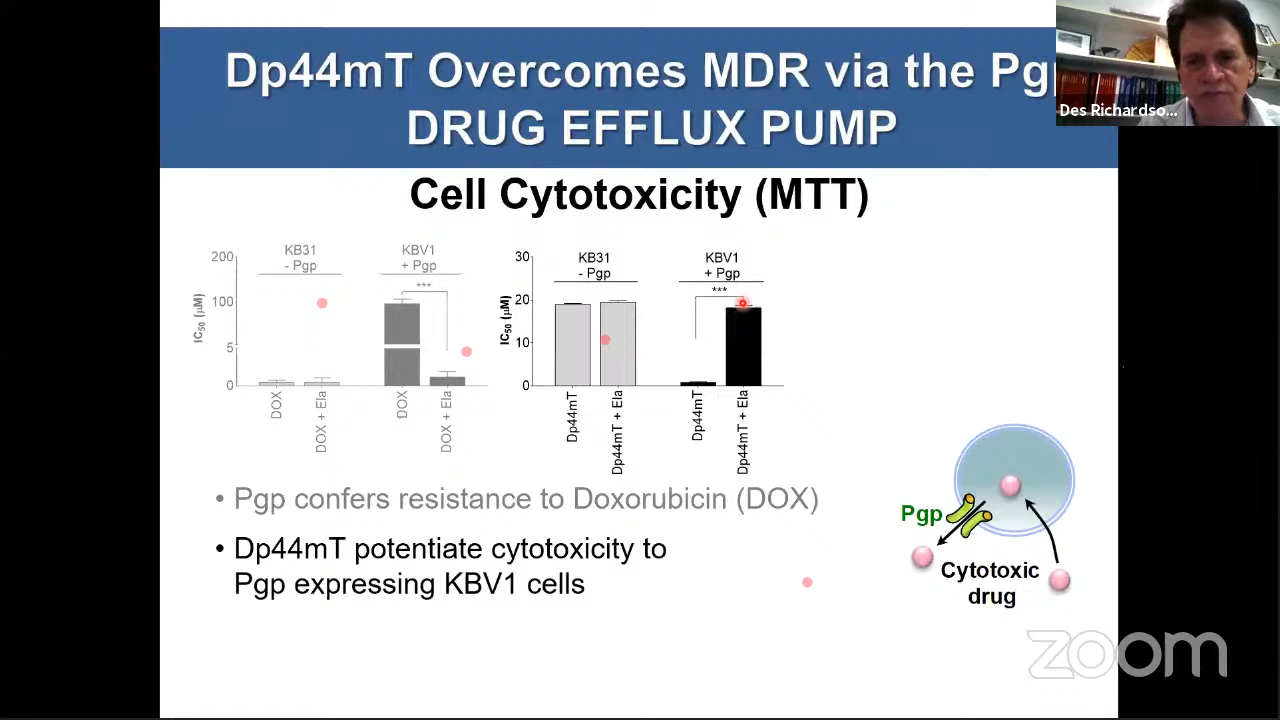 Dp44mT Overcomes MDR via the Pg
DRUG EFFLUX PUMP
Des Richardso...
Cell Cytotoxicity (MTT)
KB31
- Pgp
KBV1
+ Pgp
***
200
100
5
0
IC50 (µM)
DOX
DOX + Ela
DOX
DOX + Ela
KB31
- Pgp
KBV1
+ Pgp
***
30
20
10
0
IC50 (µM)
Dp44mT
Dp44mT + Ela
Dp44mT
Dp44mT + Ela
• Pgp confers resistance to Doxorubicin (DOX)
• Dp44mT potentiate cytotoxicity to
Pgp expressing KBV1 cells
Pgp
Cytotoxic
drug
zoom